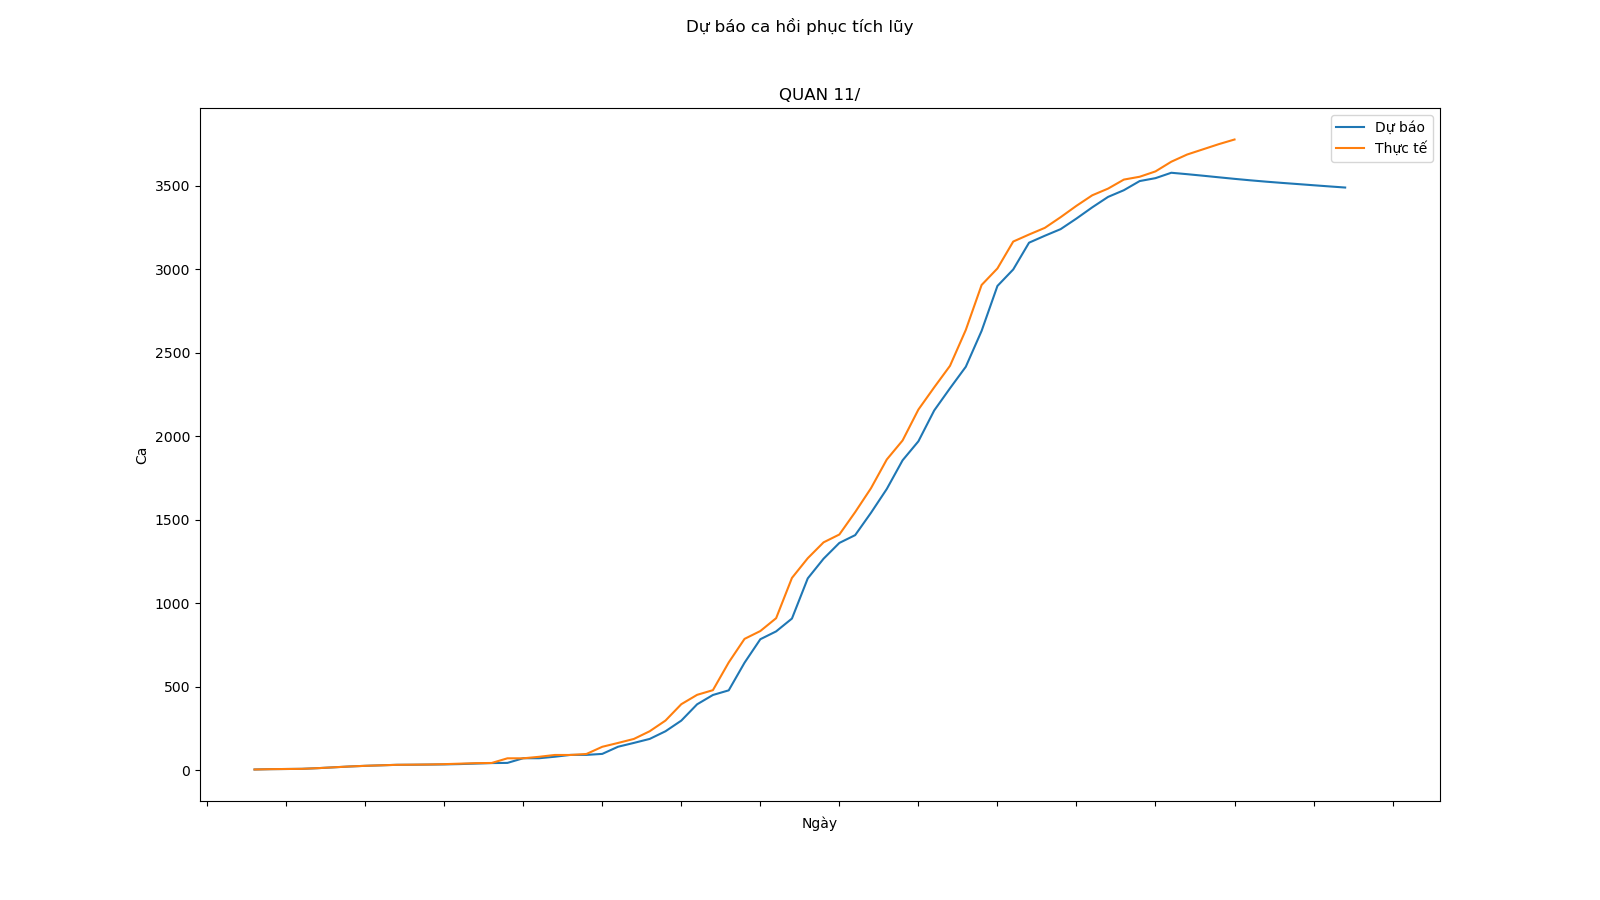 Dự báo ca hồi phục tích lũy
QUAN 11/
Dự báo
Thực tế
3500
3000
2500
2000
1500
1000
500
0
Ca
Ngày